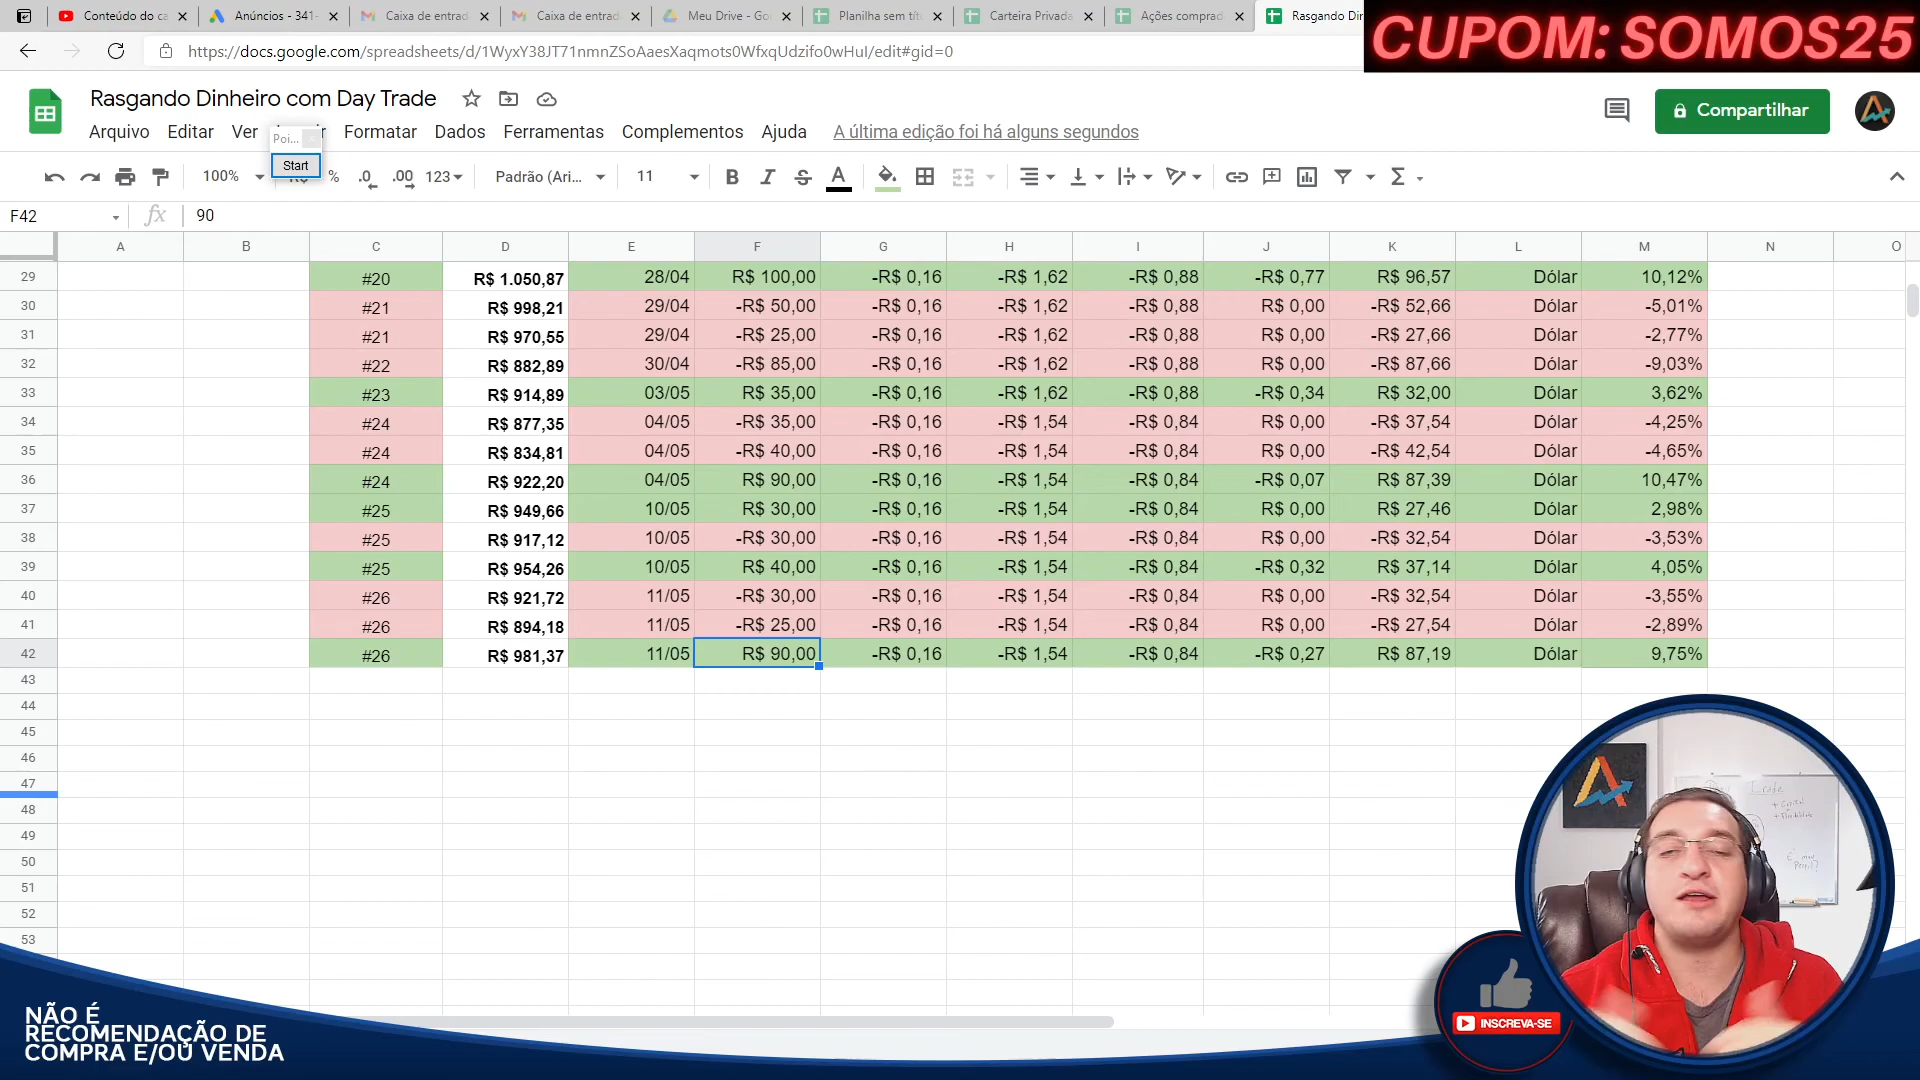 Conteúdo do ca
Anúncios - 341-
Caixa de entrad
Caixa de entrad
Meu Drive - Goo
Planilha sem títu
Carteira Privada
Ações comprad
Rasgando Din
CUPOM: SOMOS25
https://docs.google.com/spreadsheets/d/1WyxY38JT71nmnZSoAaesXaqmots0WfxqUdzifo0wHuI/edit#gid=0
Rasgando Dinheiro com Day Trade
Arquivo Editar Ver Formatar Dados Ferramentas Complementos Ajuda A última edição foi há alguns segundos
Compartilhar
Poi...
Start
100% % .0 .00 123 Padrão (Ari... 11 B I S A Σ
F42 fx 90
A B C D E F G H I J K L M N O
29 #20 R$ 1.050,87 28/04 R$ 100,00 -R$ 0,16 -R$ 1,62 -R$ 0,88 -R$ 0,77 R$ 96,57 Dólar 10,12%
30 #21 R$ 998,21 29/04 -R$ 50,00 -R$ 0,16 -R$ 1,62 -R$ 0,88 R$ 0,00 -R$ 52,66 Dólar -5,01%
31 #21 R$ 970,55 29/04 -R$ 25,00 -R$ 0,16 -R$ 1,62 -R$ 0,88 R$ 0,00 -R$ 27,66 Dólar -2,77%
32 #22 R$ 882,89 30/04 -R$ 85,00 -R$ 0,16 -R$ 1,62 -R$ 0,88 R$ 0,00 -R$ 87,66 Dólar -9,03%
33 #23 R$ 914,89 03/05 R$ 35,00 -R$ 0,16 -R$ 1,62 -R$ 0,88 -R$ 0,34 R$ 32,00 Dólar 3,62%
34 #24 R$ 877,35 04/05 -R$ 35,00 -R$ 0,16 -R$ 1,54 -R$ 0,84 R$ 0,00 -R$ 37,54 Dólar -4,25%
35 #24 R$ 834,81 04/05 -R$ 40,00 -R$ 0,16 -R$ 1,54 -R$ 0,84 R$ 0,00 -R$ 42,54 Dólar -4,65%
36 #24 R$ 922,20 04/05 R$ 90,00 -R$ 0,16 -R$ 1,54 -R$ 0,84 -R$ 0,07 R$ 87,39 Dólar 10,47%
37 #25 R$ 949,66 10/05 R$ 30,00 -R$ 0,16 -R$ 1,54 -R$ 0,84 R$ 0,00 R$ 27,46 Dólar 2,98%
38 #25 R$ 917,12 10/05 -R$ 30,00 -R$ 0,16 -R$ 1,54 -R$ 0,84 R$ 0,00 -R$ 32,54 Dólar -3,53%
39 #25 R$ 954,26 10/05 R$ 40,00 -R$ 0,16 -R$ 1,54 -R$ 0,84 -R$ 0,32 R$ 37,14 Dólar 4,05%
40 #26 R$ 921,72 11/05 -R$ 30,00 -R$ 0,16 -R$ 1,54 -R$ 0,84 R$ 0,00 -R$ 32,54 Dólar -3,55%
41 #26 R$ 894,18 11/05 -R$ 25,00 -R$ 0,16 -R$ 1,54 -R$ 0,84 R$ 0,00 -R$ 27,54 Dólar -2,89%
42 #26 R$ 981,37 11/05 R$ 90,00 -R$ 0,16 -R$ 1,54 -R$ 0,84 -R$ 0,27 R$ 87,19 Dólar 9,75%
43
44
45
46
47
48
49
50
51
52
53
INSCREVA-SE
NÃO É
RECOMENDAÇÃO DE
COMPRA E/OU VENDA